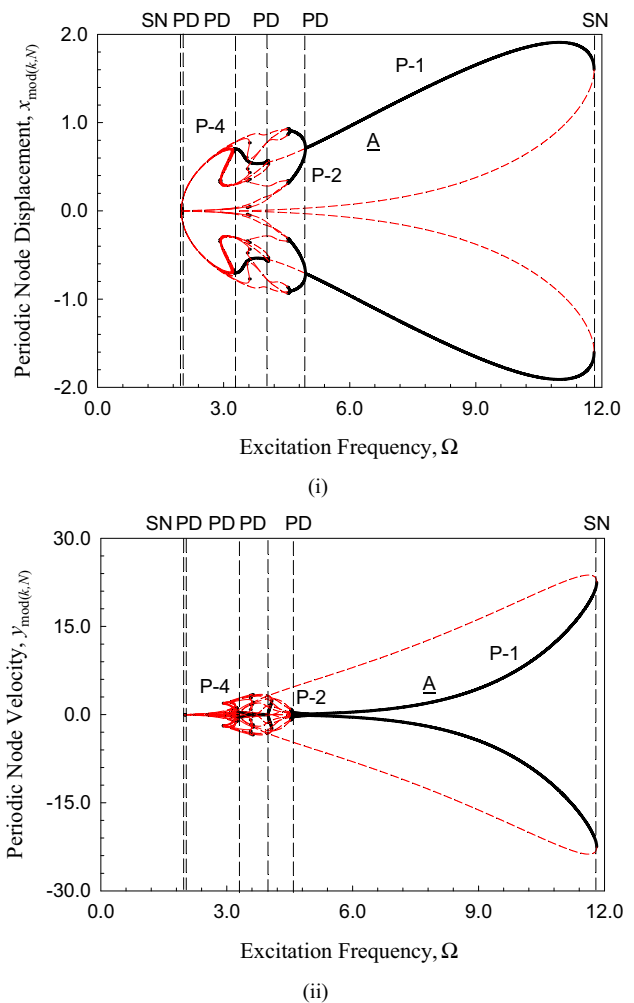 SN PD PD PD PD SN
2.0
P-1
1.0
P-4
A
P-2
0.0
-1.0
-2.0
0.0 3.0 6.0 9.0 12.0
Periodic Node Displacement, x mod(k,N)
Excitation Frequency, Ω
(i)
SN PD PD PD PD SN
30.0
15.0
P-1
P-4
P-2
A
0.0
-15.0
-30.0
0.0 3.0 6.0 9.0 12.0
Periodic Node Velocity, y mod(k,N)
Excitation Frequency, Ω
(ii)